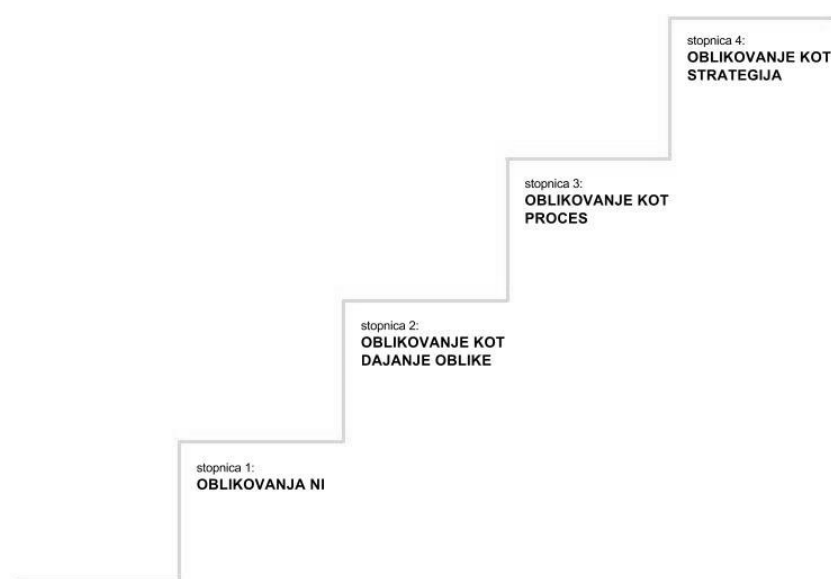 stopnica 4:
OBLIKOVANJE KOT
STRATEGIJA
stopnica 3:
OBLIKOVANJE KOT
PROCES
stopnica 2:
OBLIKOVANJE KOT
DAJANJE OBLIKE
stopnica 1:
OBLIKOVANJA NI